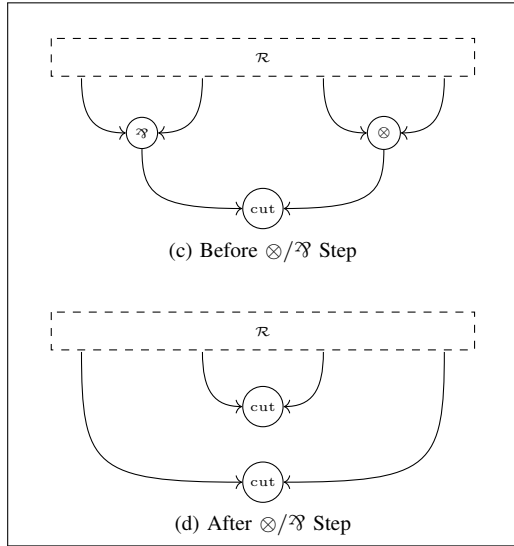 ℛ
⅋ ⊗
cut
(c) Before ⊗/⅋ Step
ℛ
cut
cut
(d) After ⊗/⅋ Step